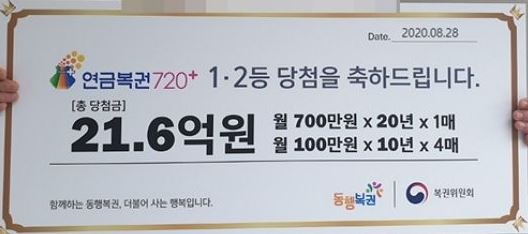 Date. 2020.08.28
연금복권720+ 1·2등 당첨을 축하드립니다.
[총 당첨금]
21.6억원
월 700만원 x 20년 x 1매
월 100만원 x 10년 x 4매
함께하는 동행복권, 더불어 사는 행복입니다.
동행복권 복권위원회